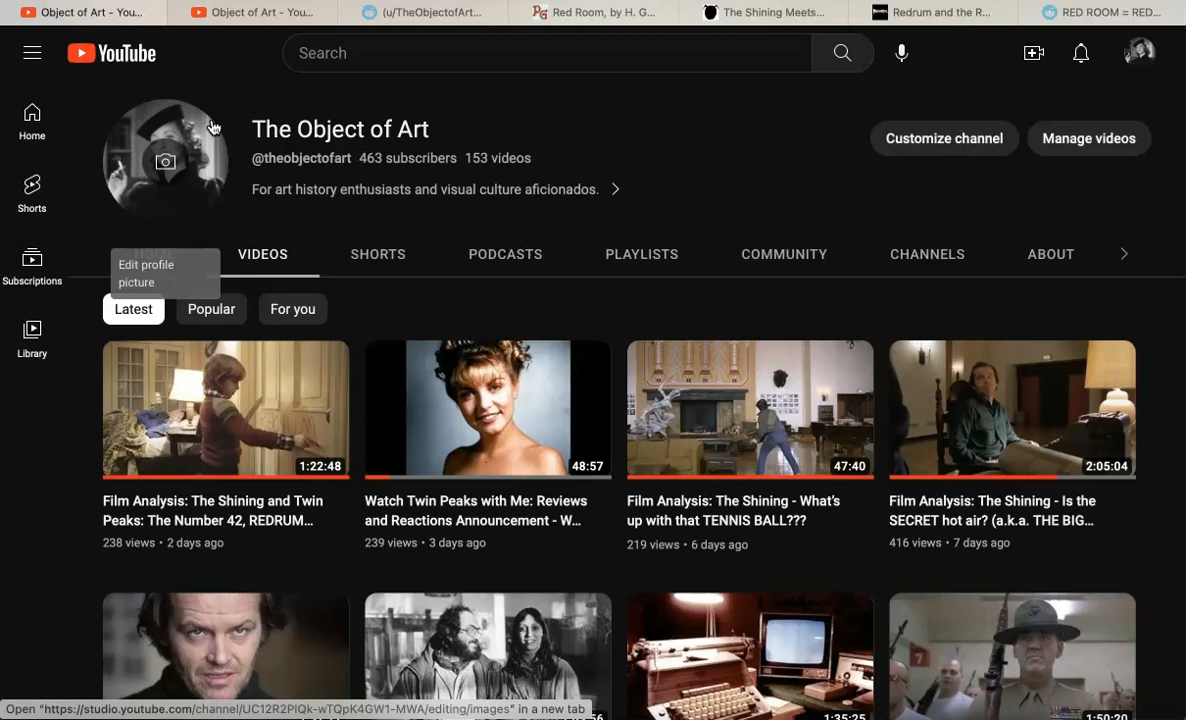 Object of Art - You...
Object of Art - You...
(u/TheObjectofArt...
Red Room, by H. G...
The Shining Meets...
Redrum and the R...
RED ROOM = RED...
YouTube
Search
Home
Shorts
Subscriptions
Library
The Object of Art
@theobjectofart 463 subscribers 153 videos
For art history enthusiasts and visual culture aficionados.
Customize channel
Manage videos
VIDEOS
SHORTS
PODCASTS
PLAYLISTS
COMMUNITY
CHANNELS
ABOUT
Edit profile
picture
Latest
Popular
For you
1:22:48
Film Analysis: The Shining and Twin
Peaks: The Number 42, REDRUM...
238 views • 2 days ago
48:57
Watch Twin Peaks with Me: Reviews
and Reactions Announcement - W...
239 views • 3 days ago
47:40
Film Analysis: The Shining - What's
up with that TENNIS BALL???
219 views • 6 days ago
2:05:04
Film Analysis: The Shining - Is the
SECRET hot air? (a.k.a. THE BIG...
416 views • 7 days ago
7
1:35:25
1:50:20
Open "https://studio.youtube.com/channel/UC12R2PIQk-wTQpK4GW1-MWA/editing/images" in a new tab